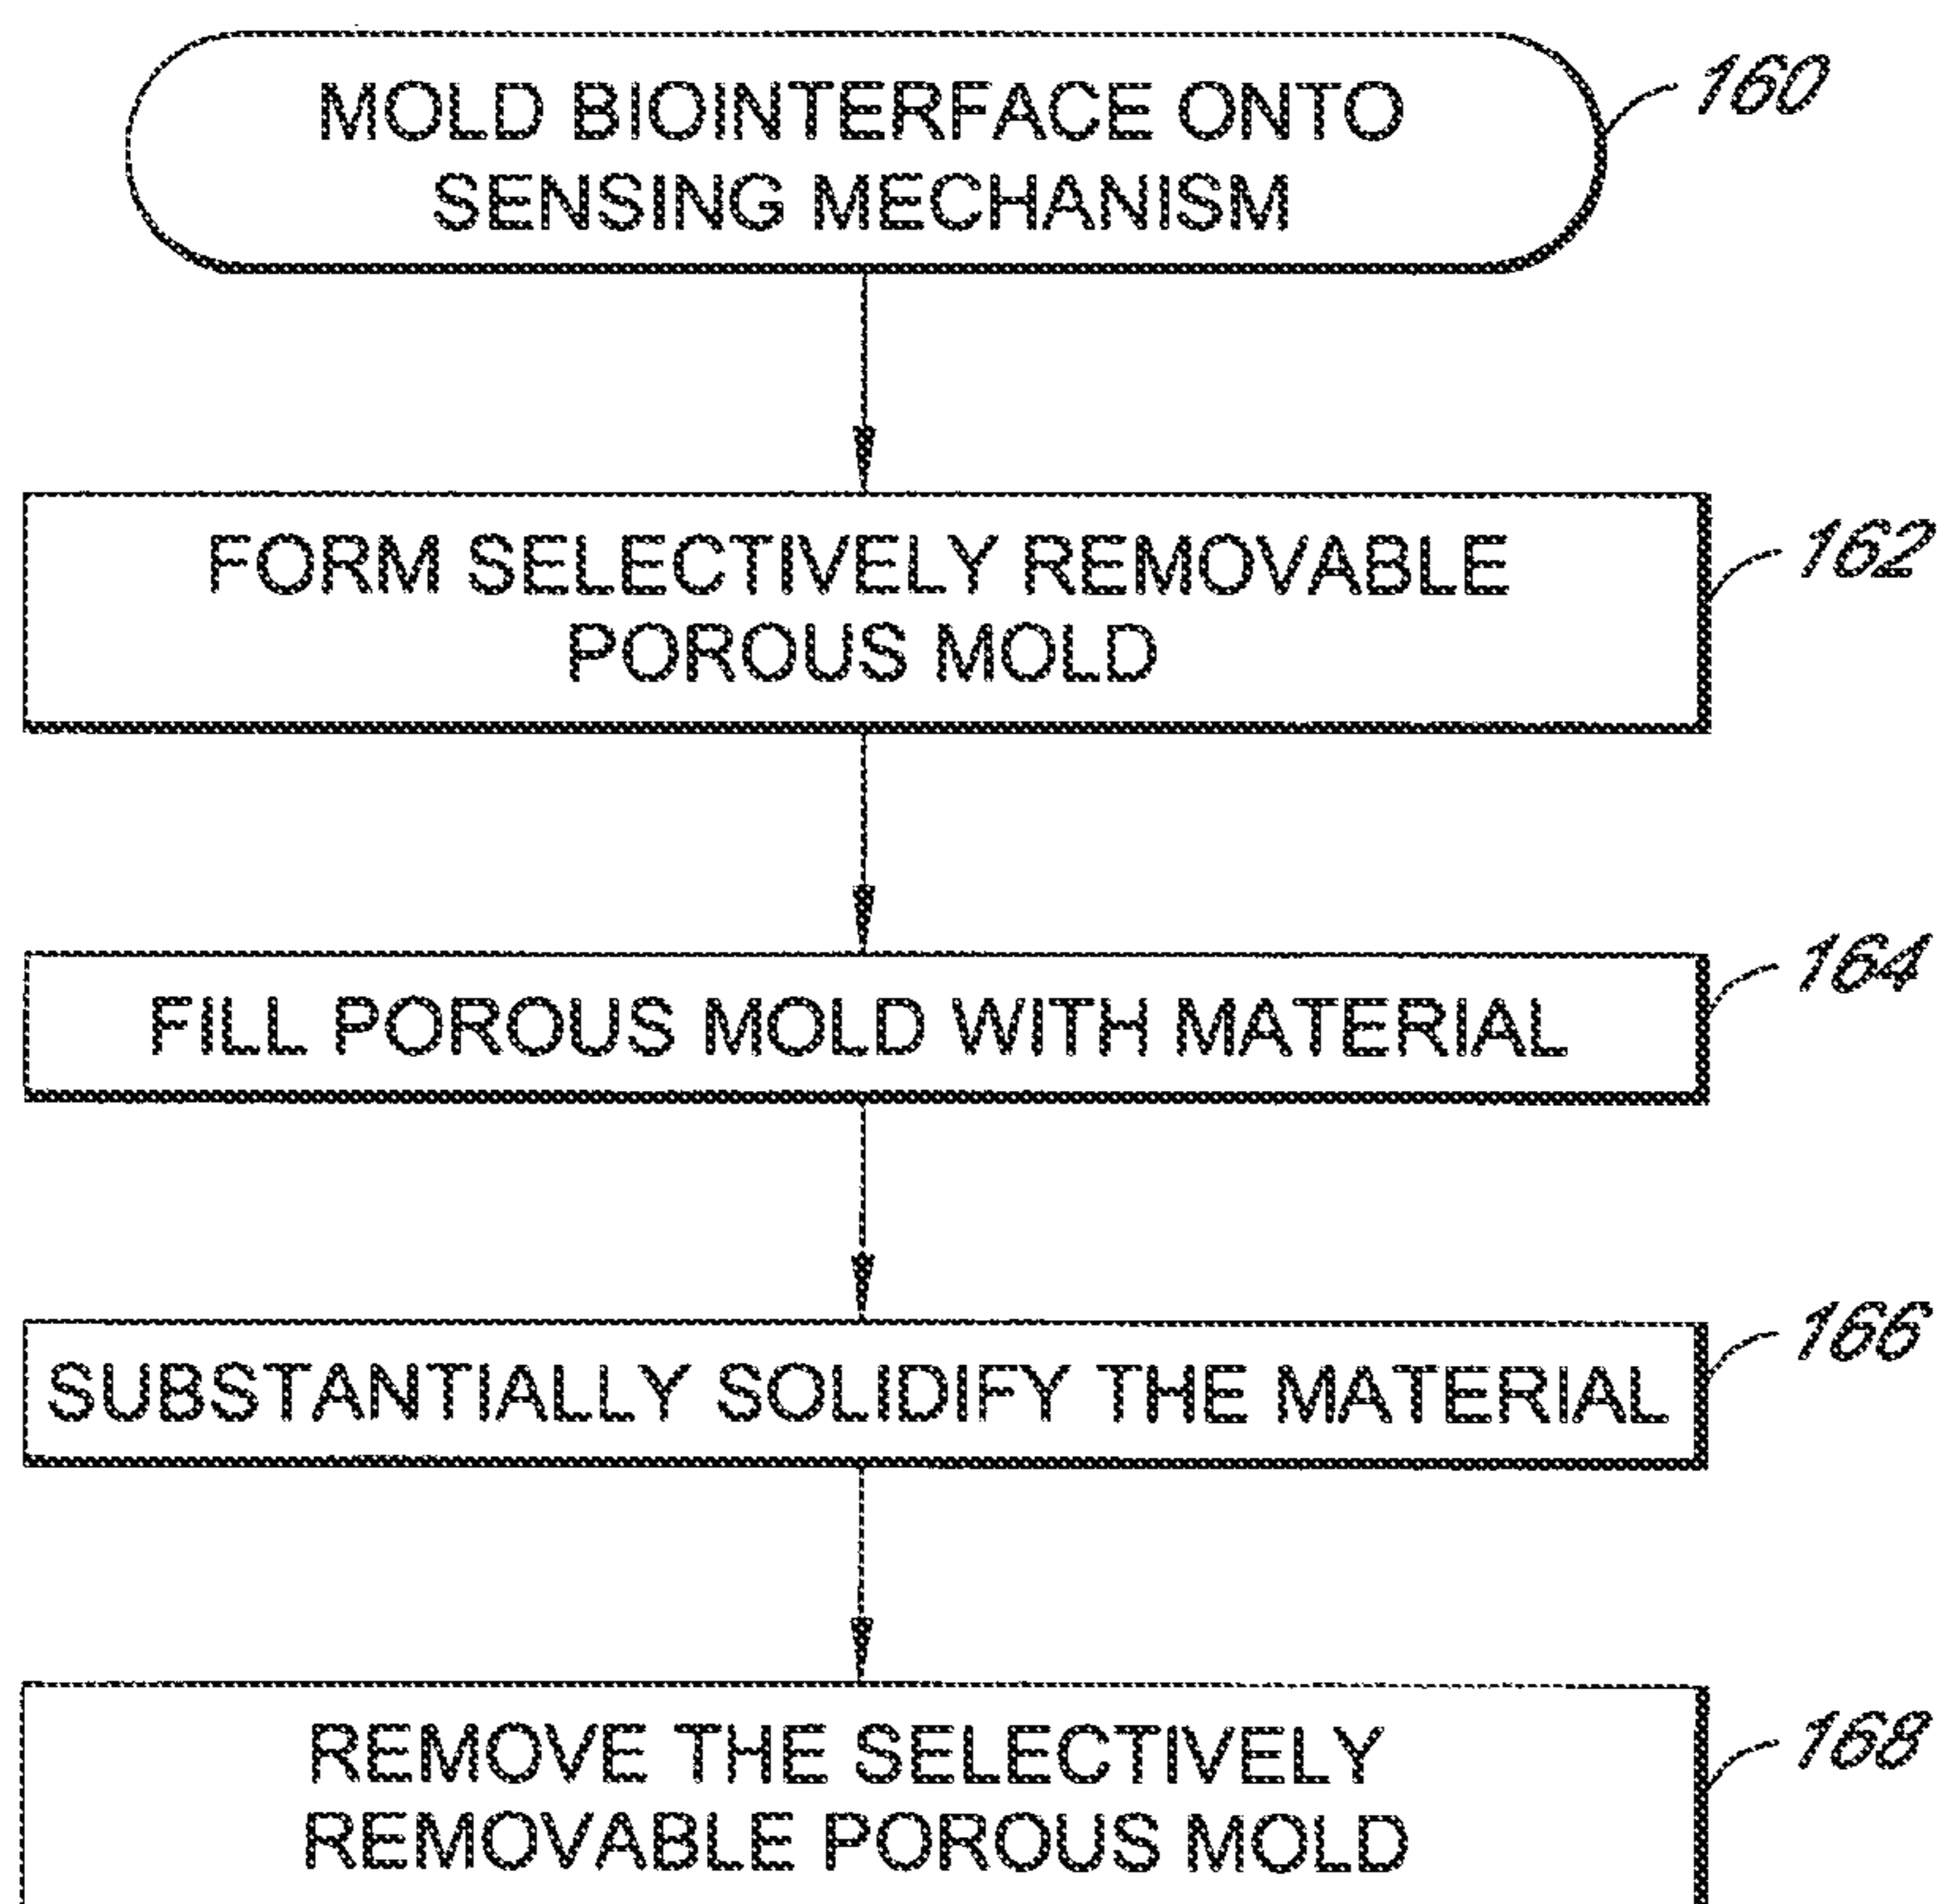 MOLD BIOINTERFACE ONTO
SENSING MECHANISM
160
FORM SELECTIVELY REMOVABLE
POROUS MOLD
162
FILL POROUS MOLD WITH MATERIAL
164
SUBSTANTIALLY SOLIDIFY THE MATERIAL
166
REMOVE THE SELECTIVELY
REMOVABLE POROUS MOLD
168